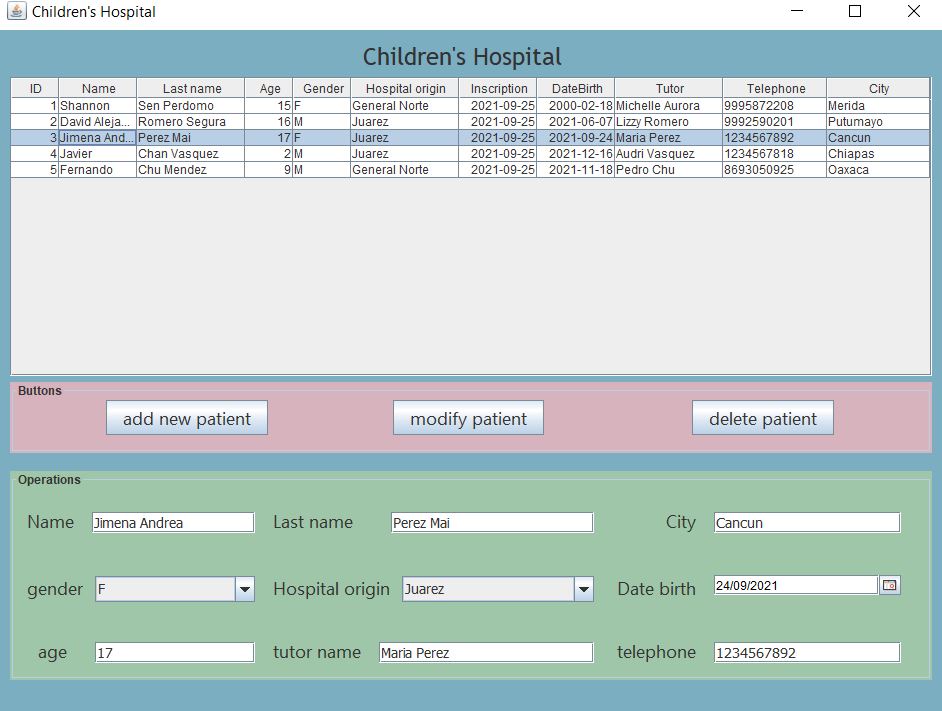 Children's Hospital
Children's Hospital
ID Name Last name Age Gender Hospital origin Inscription DateBirth Tutor Telephone City
1 Shannon Sen Perdomo 15 F General Norte 2021-09-25 2000-02-18 Michelle Aurora 9995872208 Merida
2 David Aleja... Romero Segura 16 M Juarez 2021-09-25 2021-06-07 Lizzy Romero 9992590201 Putumayo
3 Jimena And... Perez Mai 17 F Juarez 2021-09-25 2021-09-24 Maria Perez 1234567892 Cancun
4 Javier Chan Vasquez 2 M Juarez 2021-09-25 2021-12-16 Audri Vasquez 1234567818 Chiapas
5 Fernando Chu Mendez 9 M General Norte 2021-09-25 2021-11-18 Pedro Chu 8693050925 Oaxaca
Buttons
add new patient modify patient delete patient
Operations
Name Jimena Andrea Last name Perez Mai City Cancun
gender F Hospital origin Juarez Date birth 24/09/2021
age 17 tutor name Maria Perez telephone 1234567892